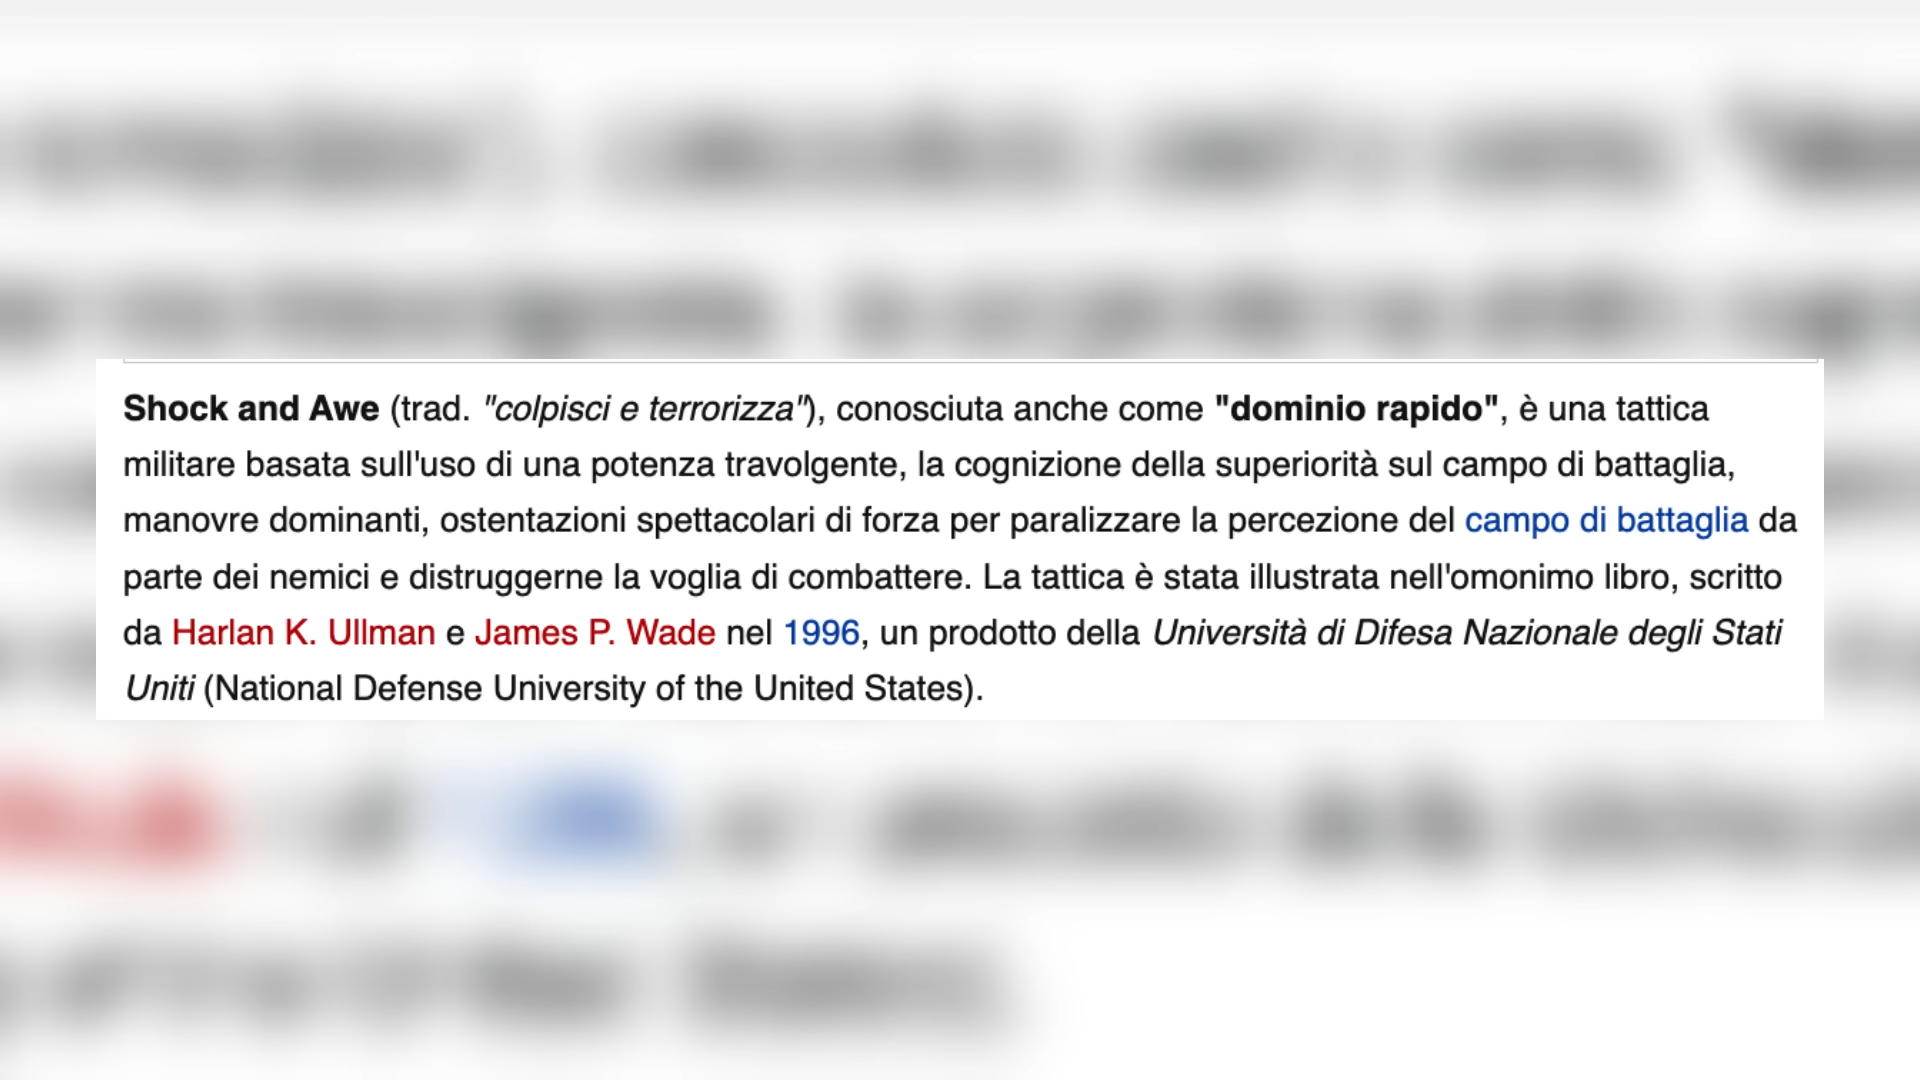 Shock and Awe (trad. "colpisci e terrorizza"), conosciuta anche come "dominio rapido", è una tattica
militare basata sull'uso di una potenza travolgente, la cognizione della superiorità sul campo di battaglia,
manovre dominanti, ostentazioni spettacolari di forza per paralizzare la percezione del campo di battaglia da
parte dei nemici e distruggerne la voglia di combattere. La tattica è stata illustrata nell'omonimo libro, scritto
da Harlan K. Ullman e James P. Wade nel 1996, un prodotto della Università di Difesa Nazionale degli Stati
Uniti (National Defense University of the United States).